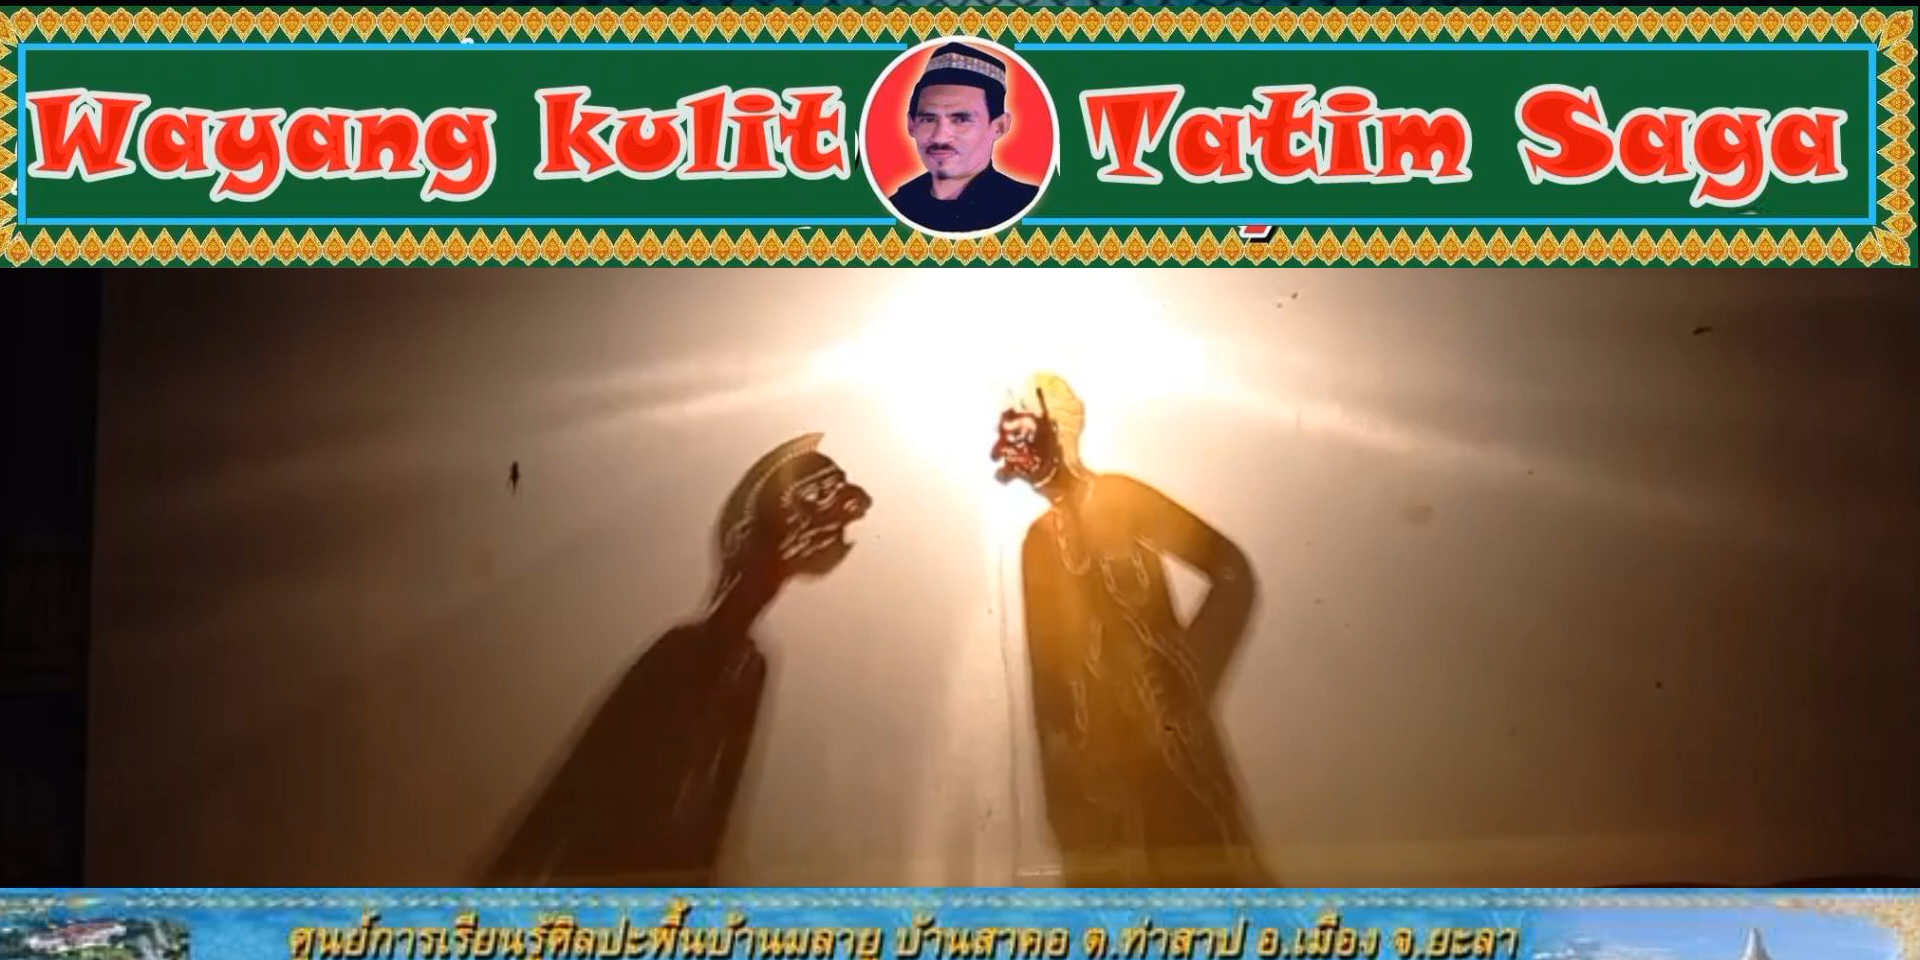 Wayang kulit Tatim Saga
ศูนย์การเรียนรู้ศิลปะพื้นบ้านมลายู บ้านสาคอ ต.ท่าสาป อ.เมือง จ.ยะลา